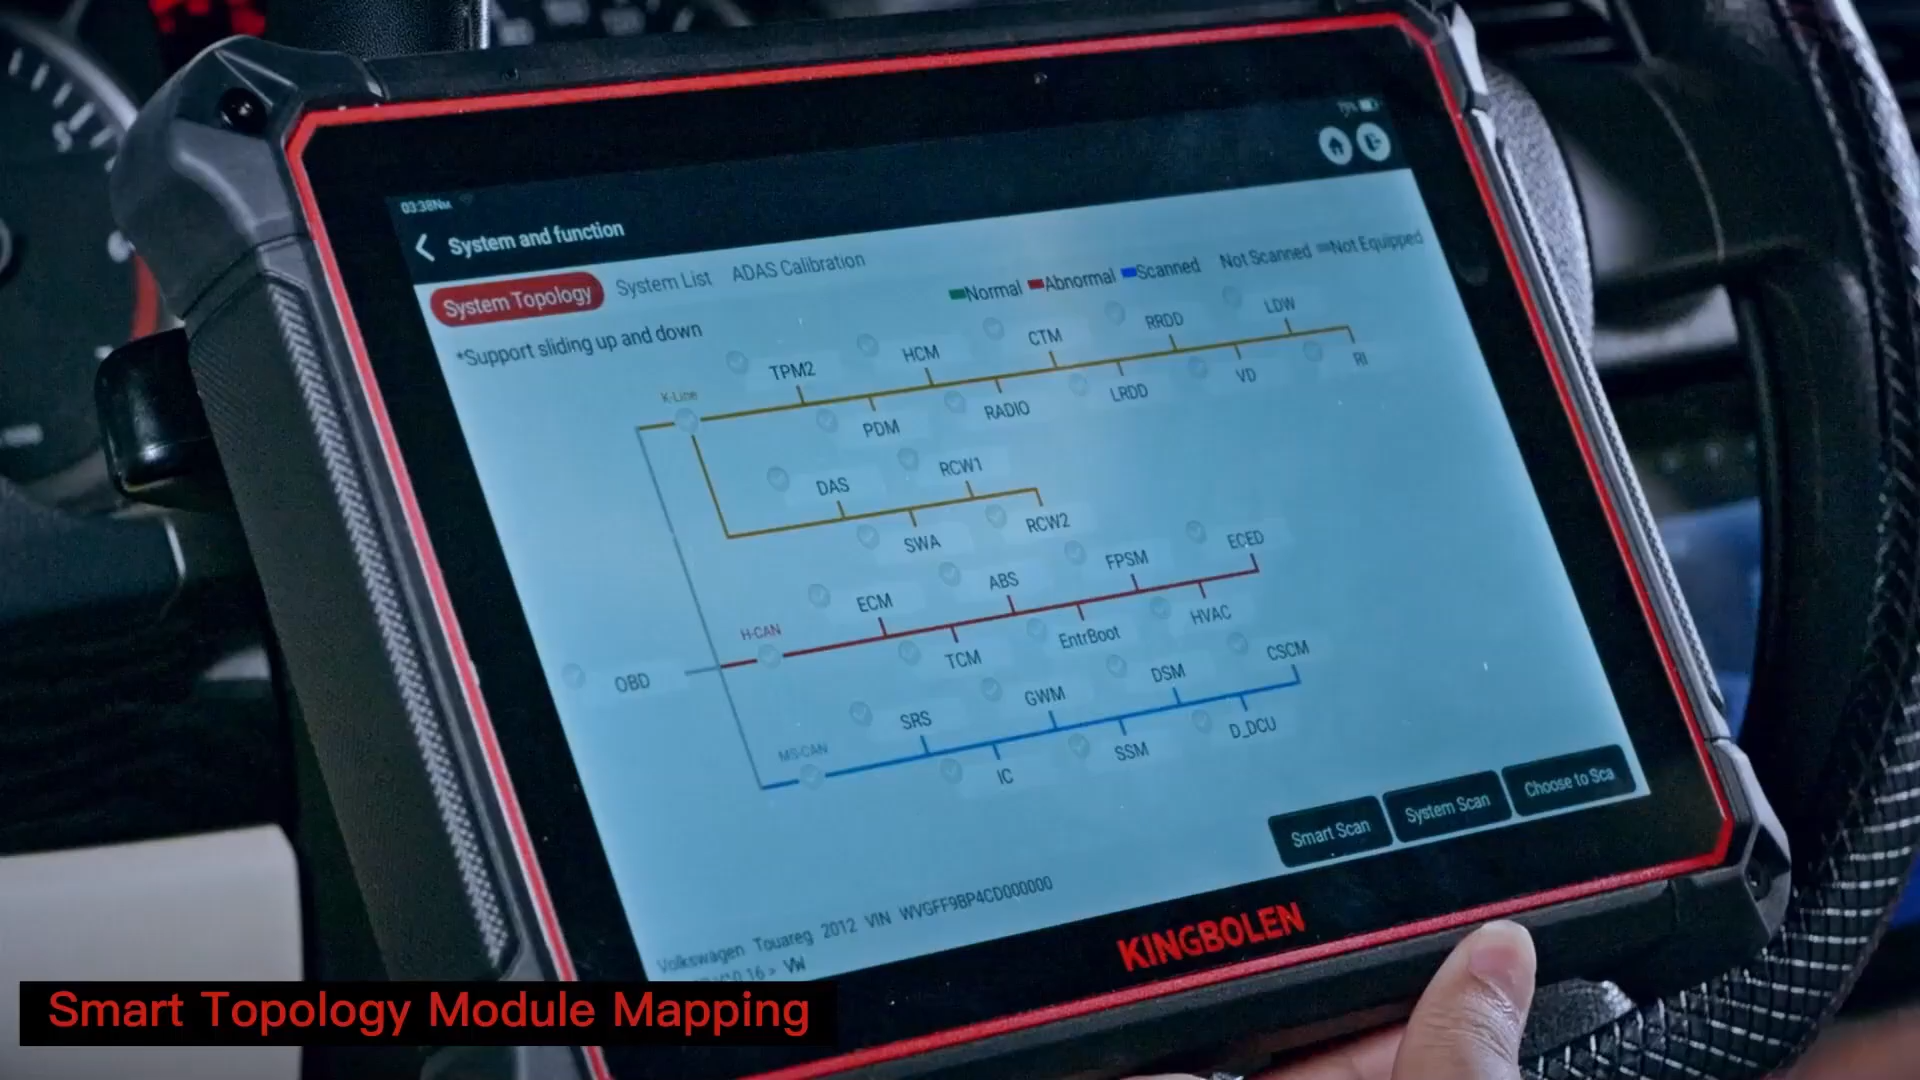 03:38
System and function
System Topology System List ADAS Calibration
Normal Abnormal Scanned Not Scanned Not Equipped
*Support sliding up and down
K-Line
TPM2 HCM CTM RRDD LDW
PDM RADIO LRDD VD RI
DAS RCW1
SWA RCW2
H-CAN
ECM ABS FPSM ECED
TCM EntrBoot HVAC
OBD
MS-CAN
SRS GWM DSM CSCM
IC SSM D_DCU
Smart Scan System Scan Choose to Sca
Volkswagen Touareg 2012 VIN WVGFF9BP4CD000000
> VW
KINGBOLEN
Smart Topology Module Mapping